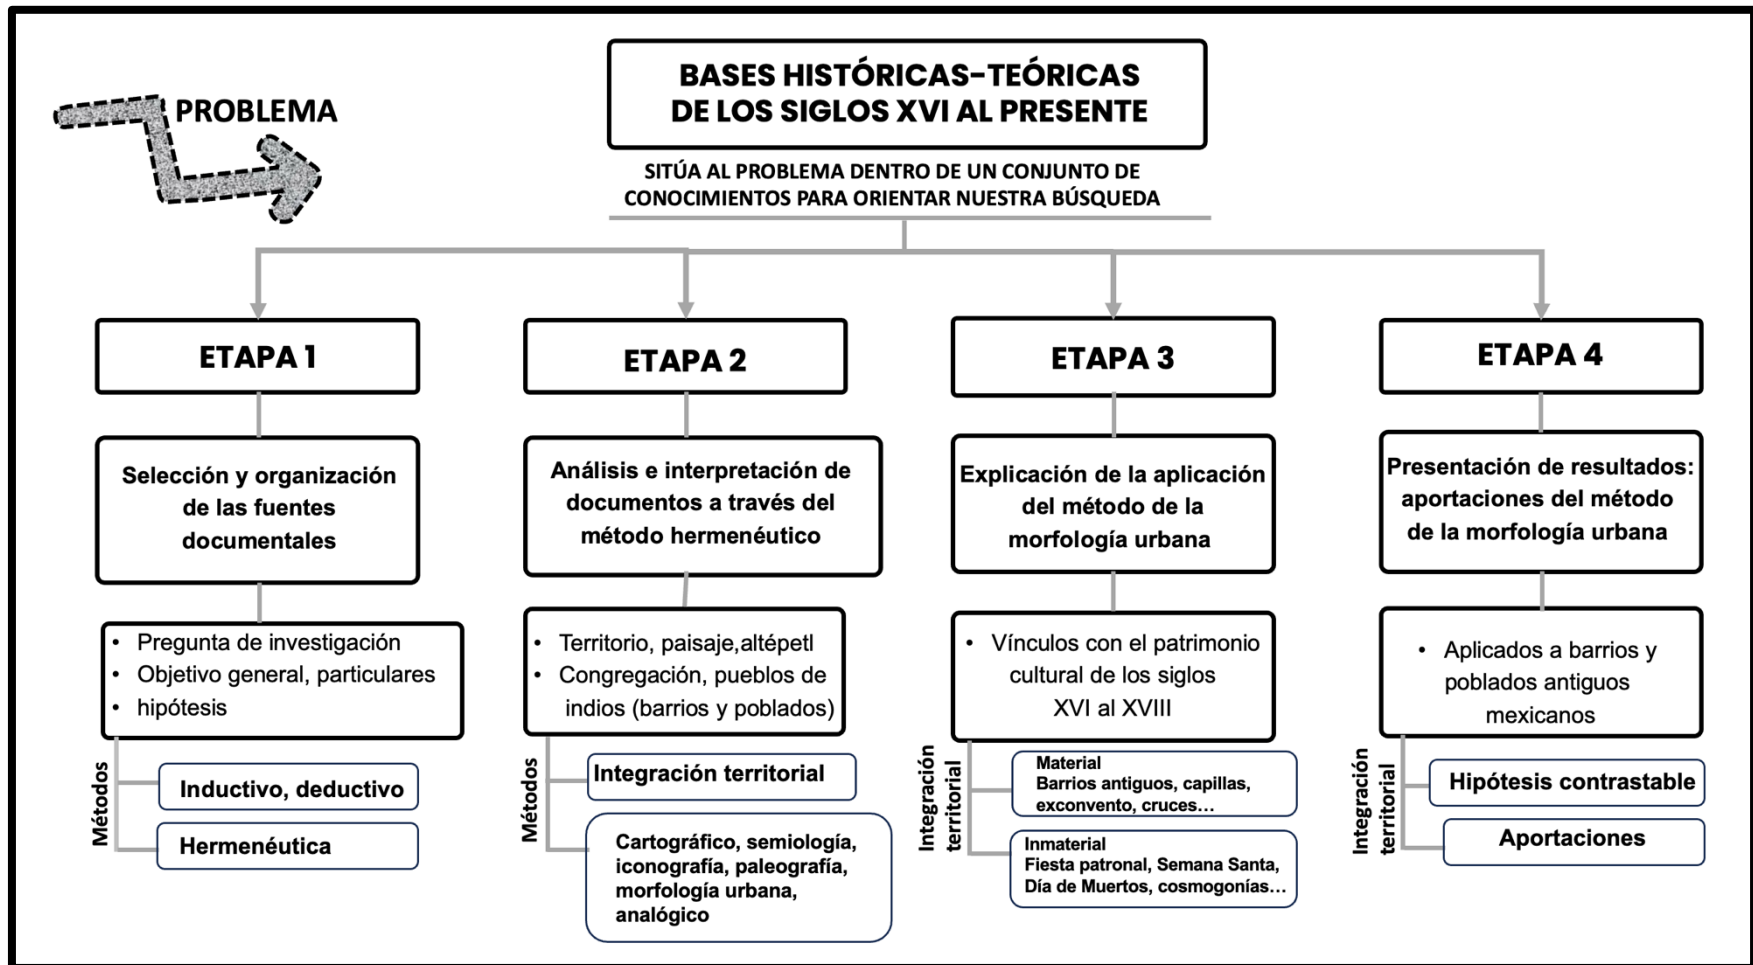 PROBLEMA
BASES HISTÓRICAS-TEÓRICAS
DE LOS SIGLOS XVI AL PRESENTE
SITÚA AL PROBLEMA DENTRO DE UN CONJUNTO DE
CONOCIMIENTOS PARA ORIENTAR NUESTRA BÚSQUEDA
ETAPA 1
Selección y organización
de las fuentes
documentales
• Pregunta de investigación
• Objetivo general, particulares
• hipótesis
Métodos
Inductivo, deductivo
Hermenéutica
ETAPA 2
Análisis e interpretación de
documentos a través del
método hermenéutico
• Territorio, paisaje,altépetl
• Congregación, pueblos de
indios (barrios y poblados)
Métodos
Integración territorial
Cartográfico, semiología,
iconografía, paleografía,
morfología urbana,
analógico
ETAPA 3
Explicación de la aplicación
del método de la
morfología urbana
• Vínculos con el patrimonio
cultural de los siglos
XVI al XVIII
Integración
territorial
Material
Barrios antiguos, capillas,
exconvento, cruces...
Inmaterial
Fiesta patronal, Semana Santa,
Día de Muertos, cosmogonías...
ETAPA 4
Presentación de resultados:
aportaciones del método
de la morfología urbana
• Aplicados a barrios y
poblados antiguos
mexicanos
Integración
territorial
Hipótesis contrastable
Aportaciones